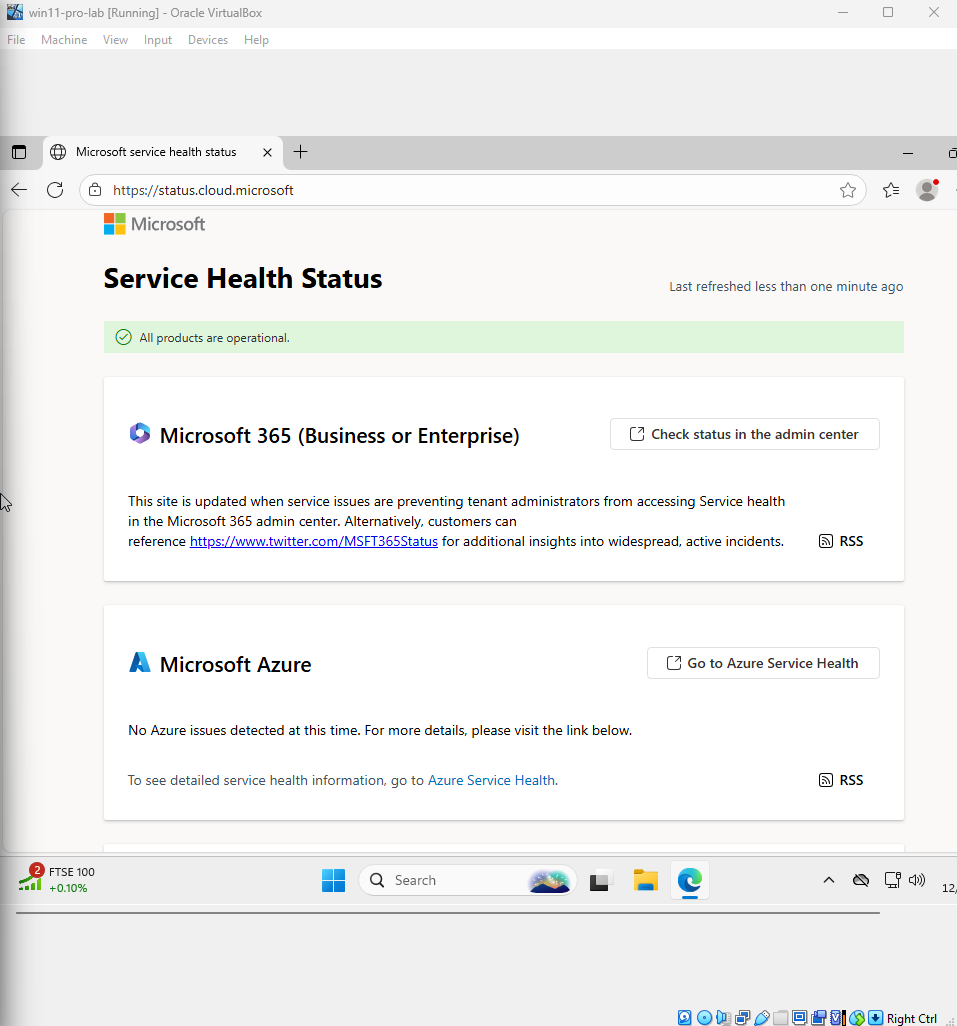 win11-pro-lab [Running] - Oracle VirtualBox
File Machine View Input Devices Help
Microsoft service health status
https://status.cloud.microsoft
Microsoft
Service Health Status
Last refreshed less than one minute ago
All products are operational.
Microsoft 365 (Business or Enterprise)
Check status in the admin center
This site is updated when service issues are preventing tenant administrators from accessing Service health
in the Microsoft 365 admin center. Alternatively, customers can
reference https://www.twitter.com/MSFT365Status for additional insights into widespread, active incidents.
RSS
Microsoft Azure
Go to Azure Service Health
No Azure issues detected at this time. For more details, please visit the link below.
To see detailed service health information, go to Azure Service Health.
RSS
2
FTSE 100
+0.10%
Search
12,
Right Ctrl